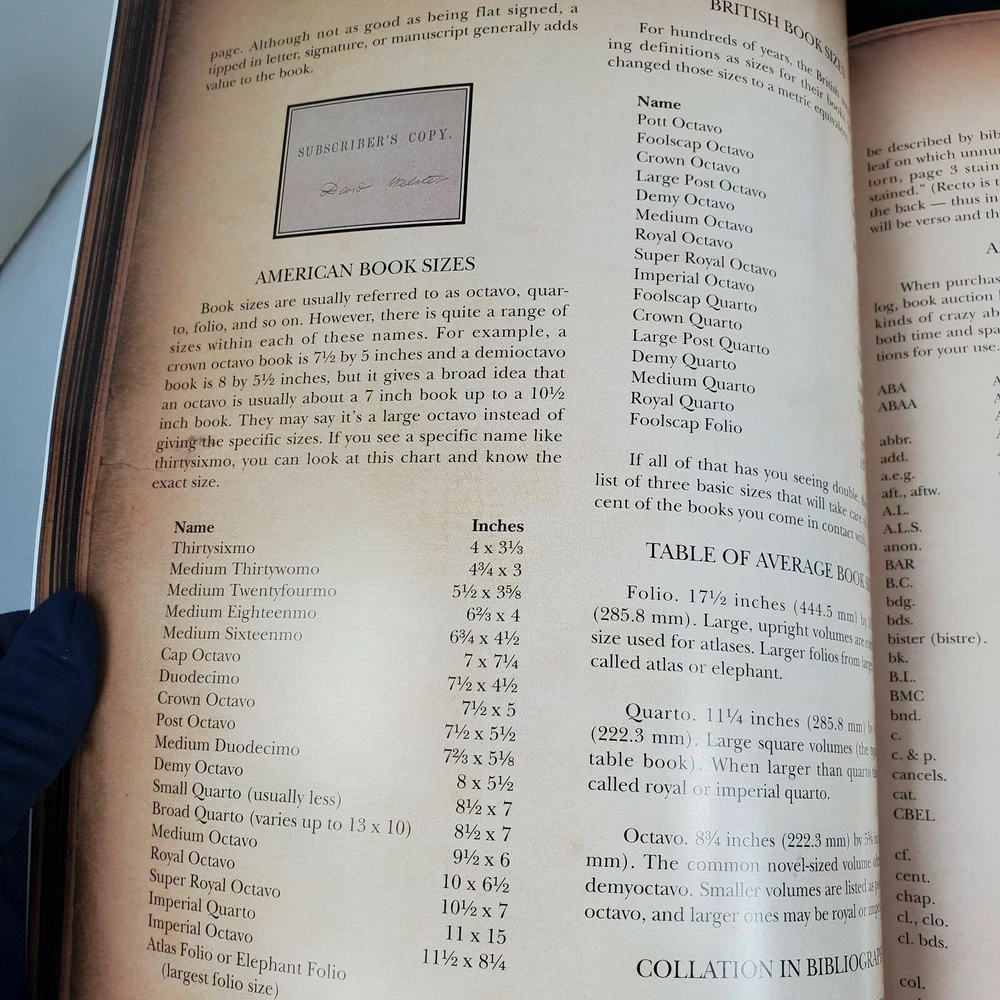 page. Although not as good as being flat signed, a
tipped in letter, signature, or manuscript generally adds
value to the book.
SUBSCRIBER'S COPY.
AMERICAN BOOK SIZES
Book sizes are usually referred to as octavo, quar-
to, folio, and so on. However, there is quite a range of
sizes within each of these names. For example, a
crown octavo book is 7½ by 5 inches and a demioctavo
book is 8 by 5½ inches, but it gives a broad idea that
an octavo is usually about a 7 inch book up to a 10½
inch book. They may say it's a large octavo instead of
giving the specific sizes. If you see a specific name like
thirtysixmo, you can look at this chart and know the
exact size.
Name Inches
Thirtysixmo 4 x 3⅓
Medium Thirtywomo 4¾ x 3
Medium Twentyfourmo 5½ x 3⅝
Medium Eighteenmo 6⅔ x 4
Medium Sixteenmo 6¾ x 4½
Cap Octavo 7 x 7¼
Duodecimo 7½ x 4½
Crown Octavo 7½ x 5
Post Octavo 7½ x 5½
Medium Duodecimo 7⅔ x 5⅛
Demy Octavo 8 x 5½
Small Quarto (usually less) 8½ x 7
Broad Quarto (varies up to 13 x 10) 8½ x 7
Medium Octavo 9½ x 6
Royal Octavo 10 x 6½
Super Royal Octavo 10½ x 7
Imperial Quarto 11 x 15
Imperial Octavo 11½ x 8¼
Atlas Folio or Elephant Folio
(largest folio size)
BRITISH BOOK SIZES
For hundreds of years, the British
ing definitions as sizes for their books
changed those sizes to a metric
Name
Pott Octavo
Foolscap Octavo
Crown Octavo
Large Post Octavo
Demy Octavo
Medium Octavo
Royal Octavo
Super Royal Octavo
Imperial Octavo
Foolscap Quarto
Crown Quarto
Large Post Quarto
Demy Quarto
Medium Quarto
Royal Quarto
Foolscap Folio
If all of that has you seeing double,
list of three basic sizes that will take care
cent of the books you come in contact
TABLE OF AVERAGE BOOK
Folio. 17½ inches (444.5 mm) by
(285.8 mm). Large, upright volumes are
size used for atlases. Larger folios from
called atlas or elephant.
Quarto. 11¼ inches (285.8 mm)
(222.3 mm). Large square volumes (the
table book). When larger than quarto
called royal or imperial quarto.
Octavo. 8¾ inches (222.3 mm) by
mm). The common novel-sized volume
demyoctavo. Smaller volumes are listed as
octavo, and larger ones may be royal or
COLLATION IN
be described by
leaf on which
torn, page 3
stained." (Recto is
the back — thus in
will be verso and
When
log, book auction
kinds of crazy
both time and
tions for your use.
ABA
ABAA
abbr.
add.
a.e.g.
aft., aftw.
A.L.
A.L.S.
anon.
BAR
B.C.
bdg.
bds.
bister (bistre).
bk.
B.L.
BMC
bnd.
c.
c. & p.
cancels.
cat.
CBEL
cf.
cent.
chap.
cl., clo.
cl. bds.
col.